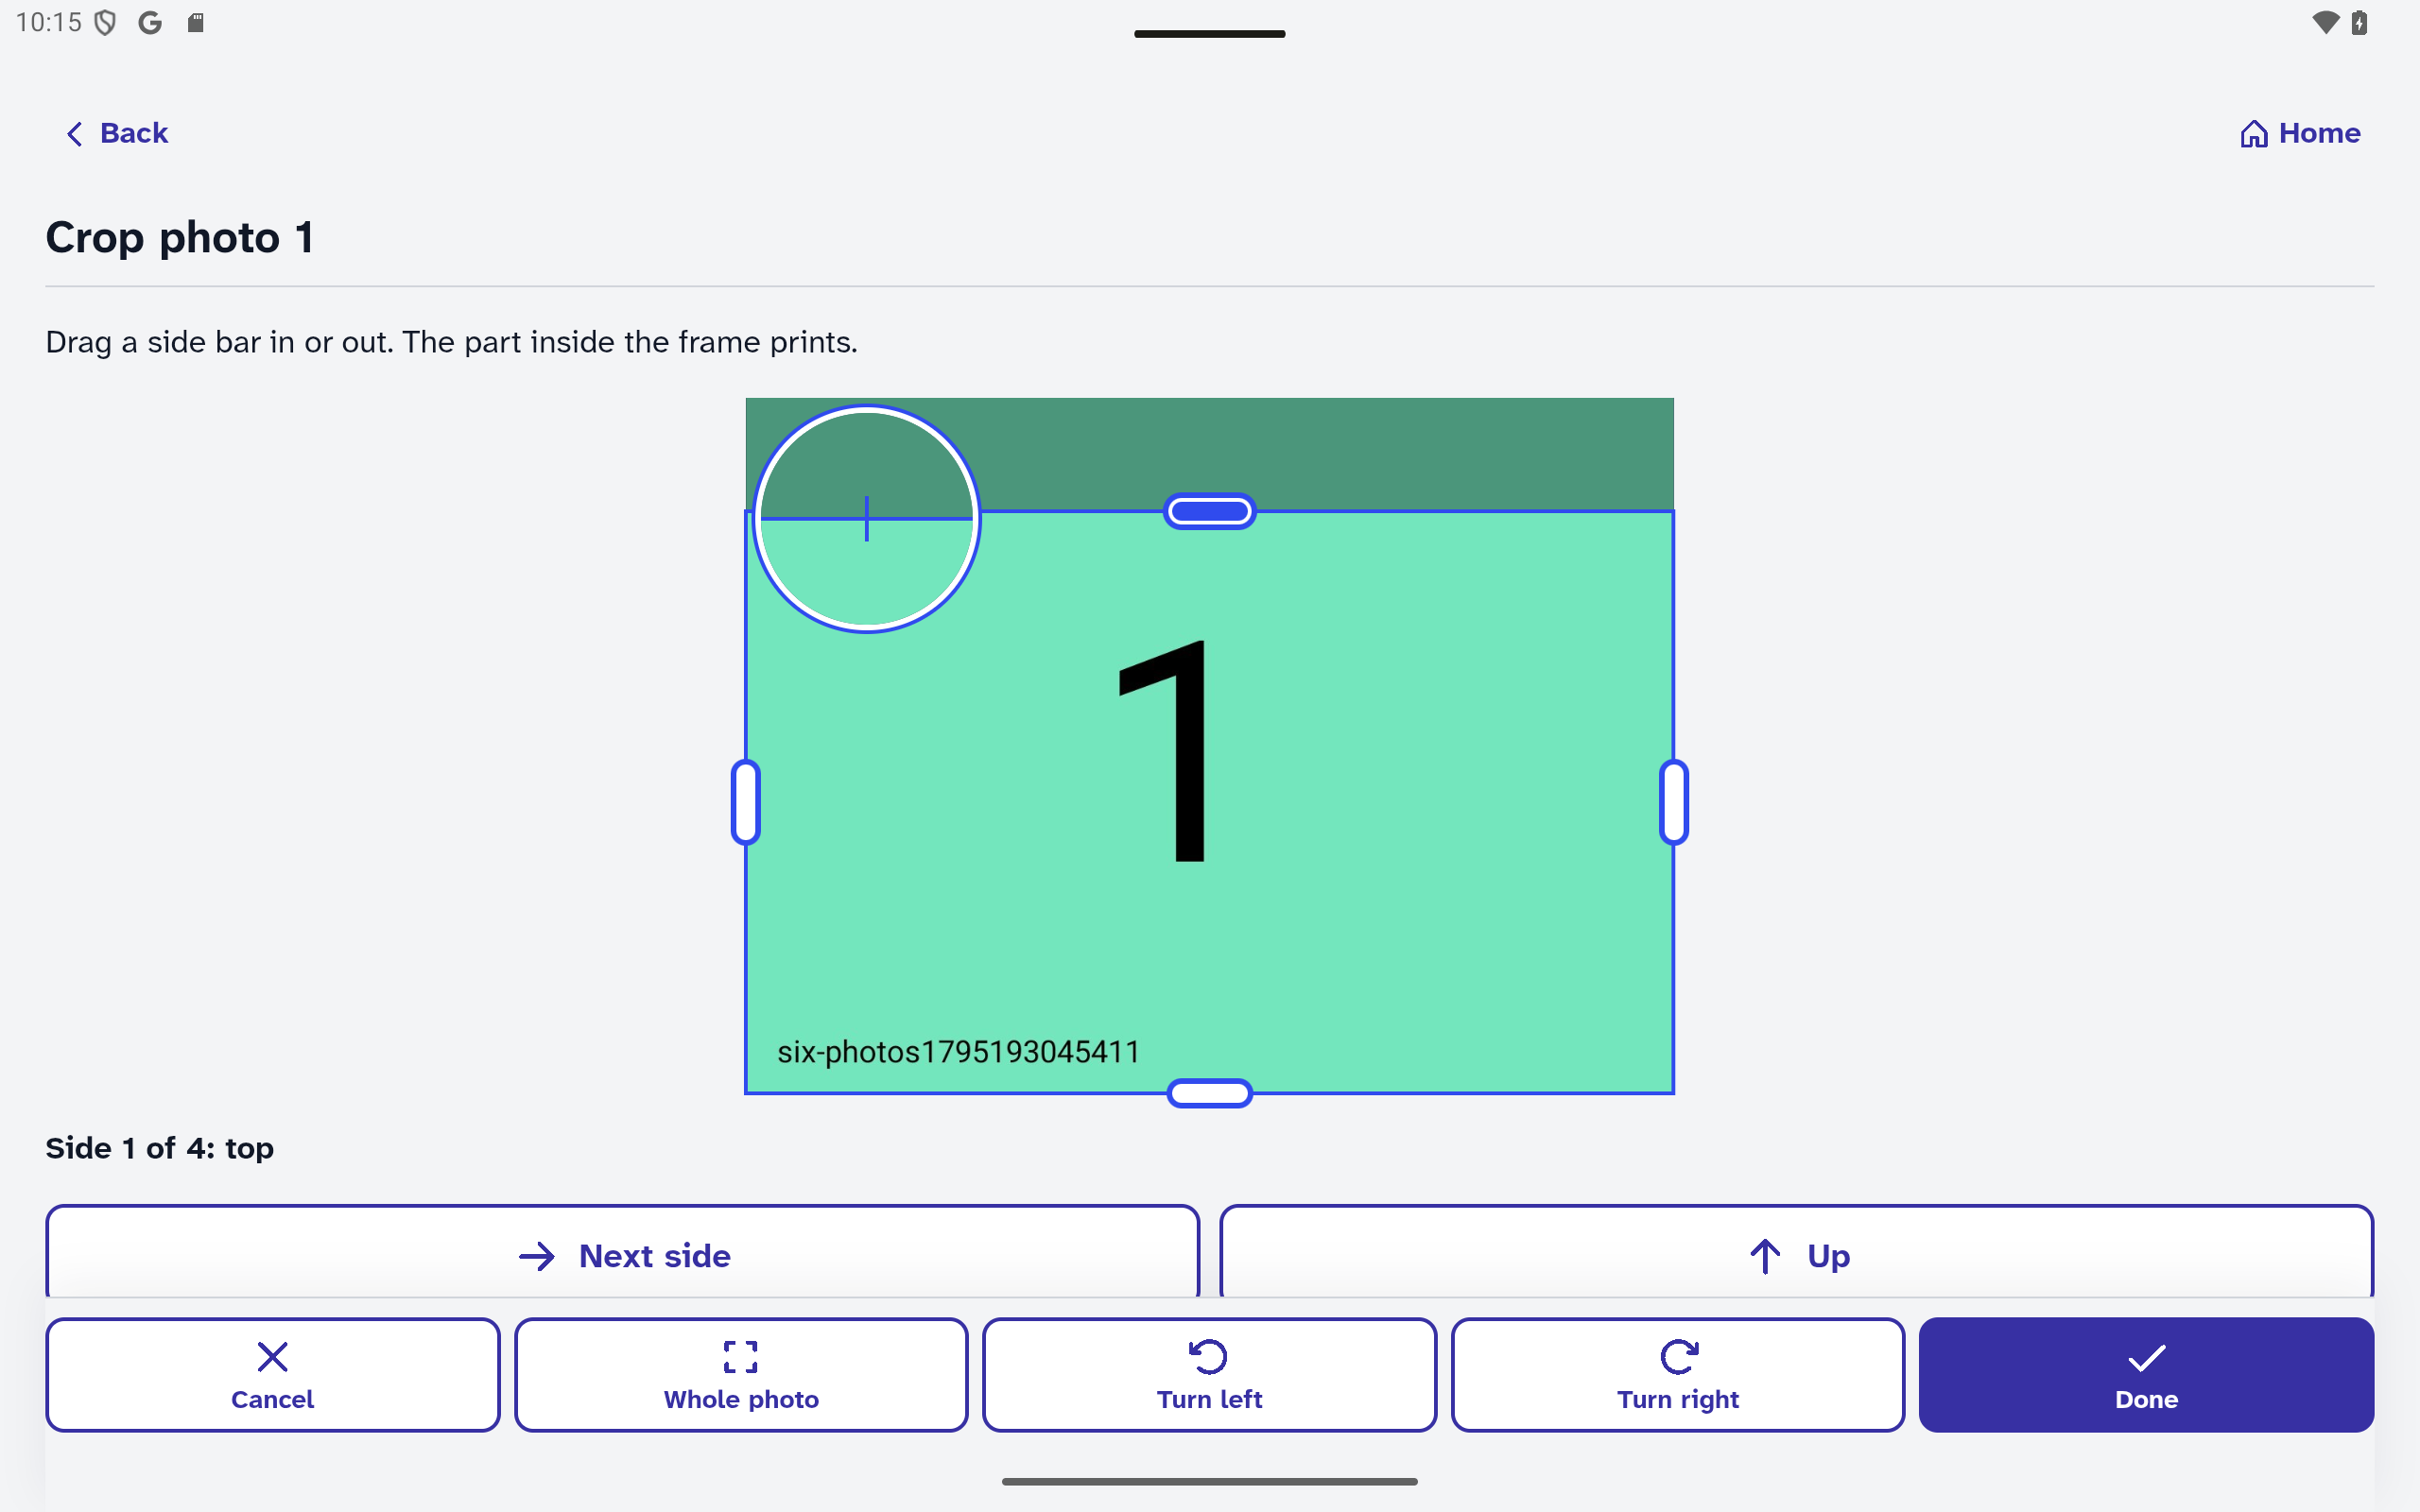 10:15
Back
Home
Crop photo 1
Drag a side bar in or out. The part inside the frame prints.
1
six-photos1795193045411
Side 1 of 4: top
Next side
Up
Cancel
Whole photo
Turn left
Turn right
Done